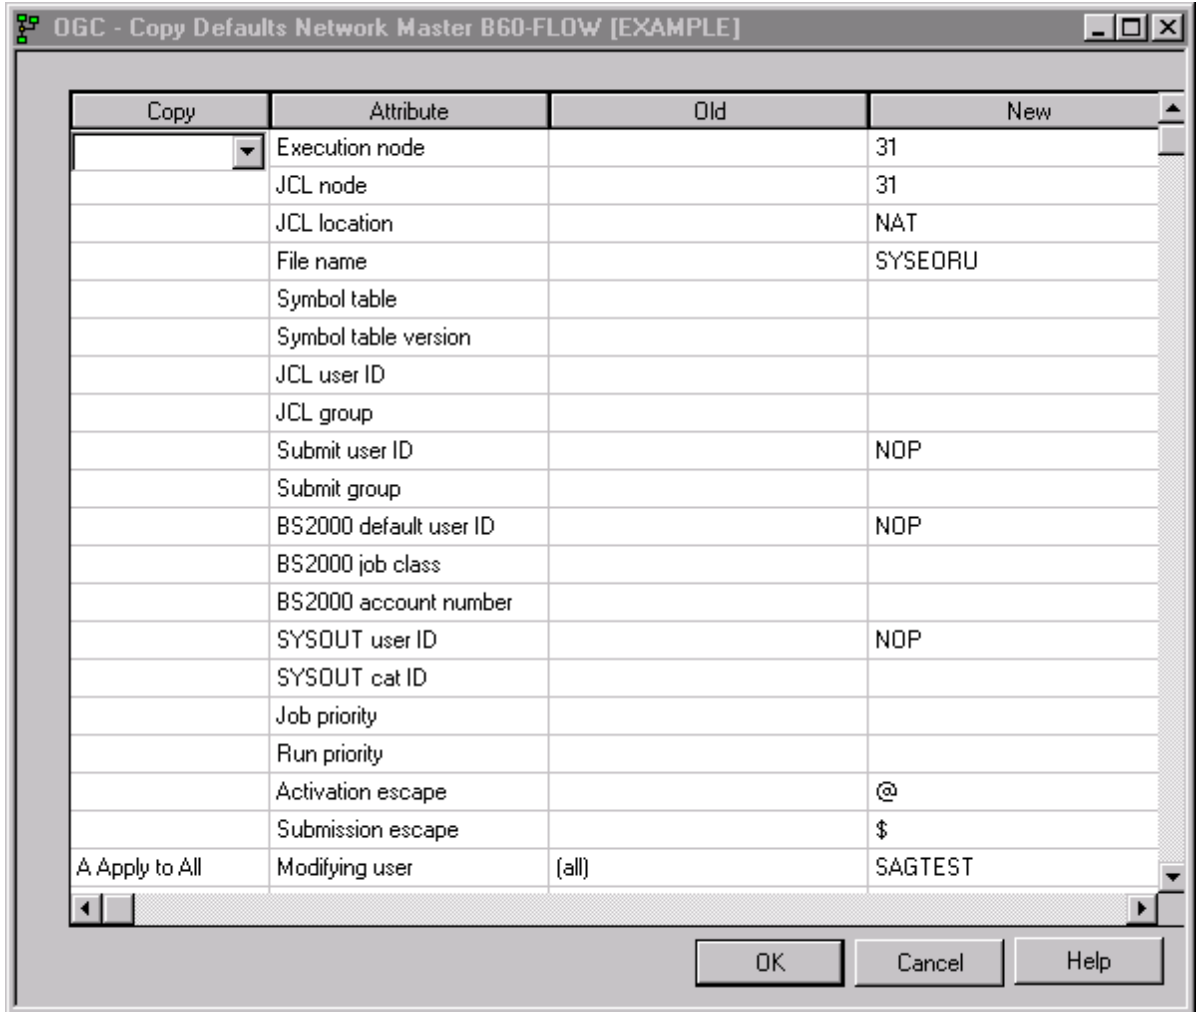 OGC - Copy Defaults Network Master B60-FLOW [EXAMPLE]
Copy Attribute Old New
Execution node 31
JCL node 31
JCL location NAT
File name SYSEORU
Symbol table
Symbol table version
JCL user ID
JCL group
Submit user ID NOP
Submit group
BS2000 default user ID NOP
BS2000 job class
BS2000 account number
SYSOUT user ID NOP
SYSOUT cat ID
Job priority
Run priority
Activation escape @
Submission escape $
A Apply to All Modifying user (all) SAGTEST
OK Cancel Help